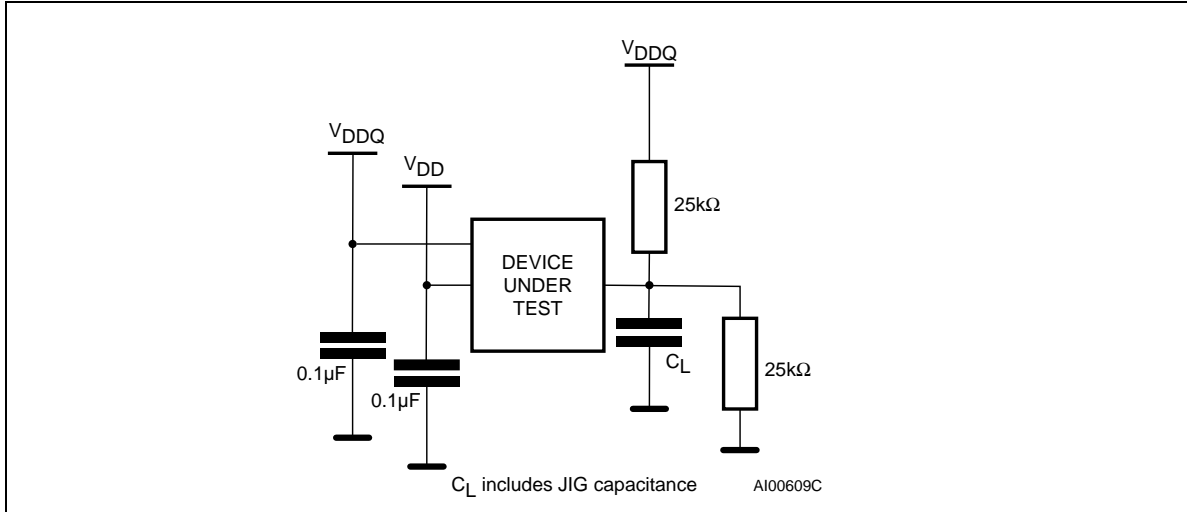 VDDQ
VDDQ
VDD
25kΩ
DEVICE
UNDER
TEST
0.1µF
0.1µF
CL
25kΩ
CL includes JIG capacitance
AI00609C